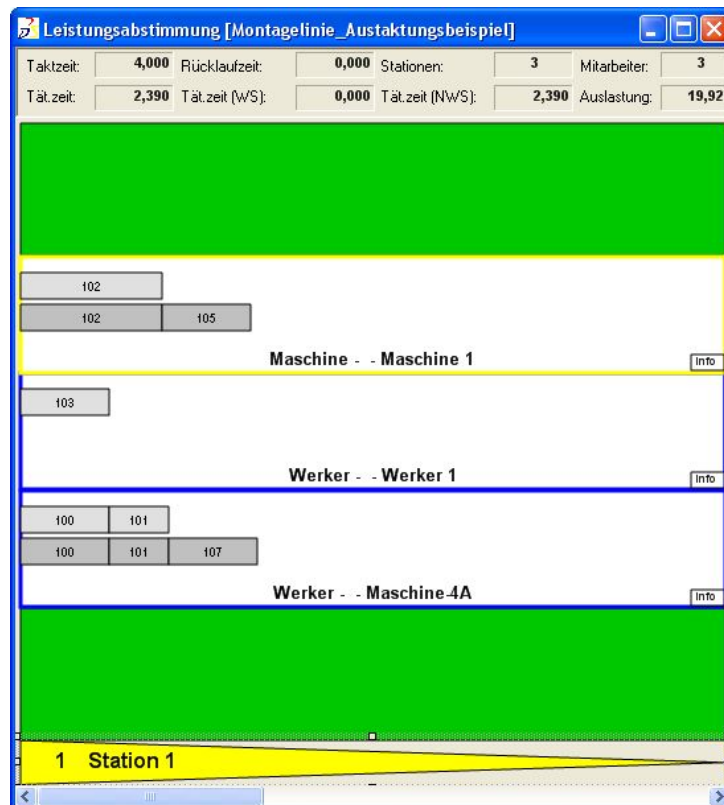 Leistungsabstimmung [Montagelinie_Austaktungsbeispiel]
Taktzeit: 4,000 Rücklaufzeit: 0,000 Stationen: 3 Mitarbeiter: 3
Tät.zeit: 2,390 Tät.zeit (WS): 0,000 Tät.zeit (NWS): 2,390 Auslastung: 19,92
102
102 105
Maschine - - Maschine 1 Info
103
Werker - - Werker 1 Info
100 101
100 101 107
Werker - - Maschine-4A Info
1 Station 1